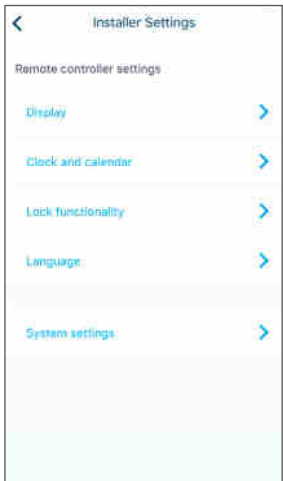 Installer Settings
Remote controller settings
Display
Clock and calendar
Lock functionality
Language
System settings